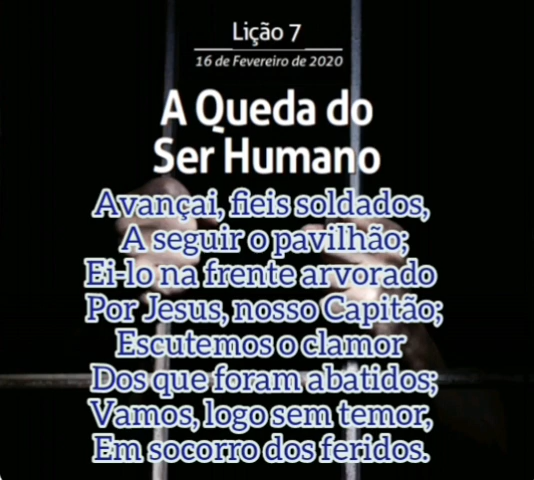 Lição 7
16 de Fevereiro de 2020
A Queda do
Ser Humano
Avançai, fieis soldados,
A seguir o pavilhão;
Ei-lo na frente arvorado
Por Jesus, nosso Capitão;
Escutemos o clamor
Dos que foram abatidos;
Vamos, logo sem temor,
Em socorro dos feridos.